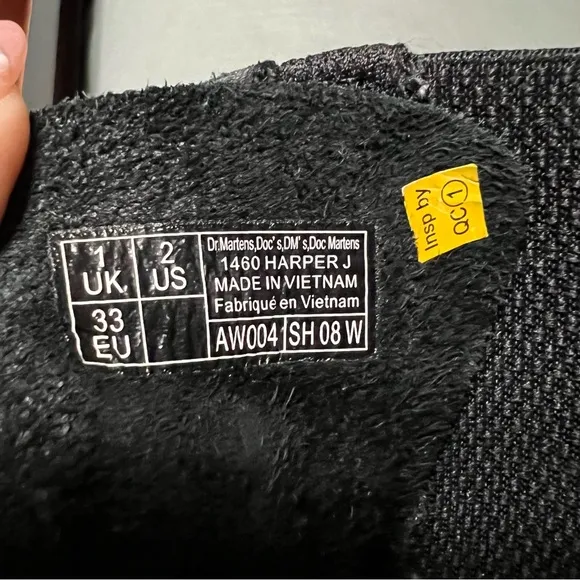 1
UK
2
US
33
EU
Dr.Martens,Doc's,DM's,Doc Martens
1460 HARPER J
MADE IN VIETNAM
Fabriqué en Vietnam
AW004 SH 08 W
Insp by
QC 1